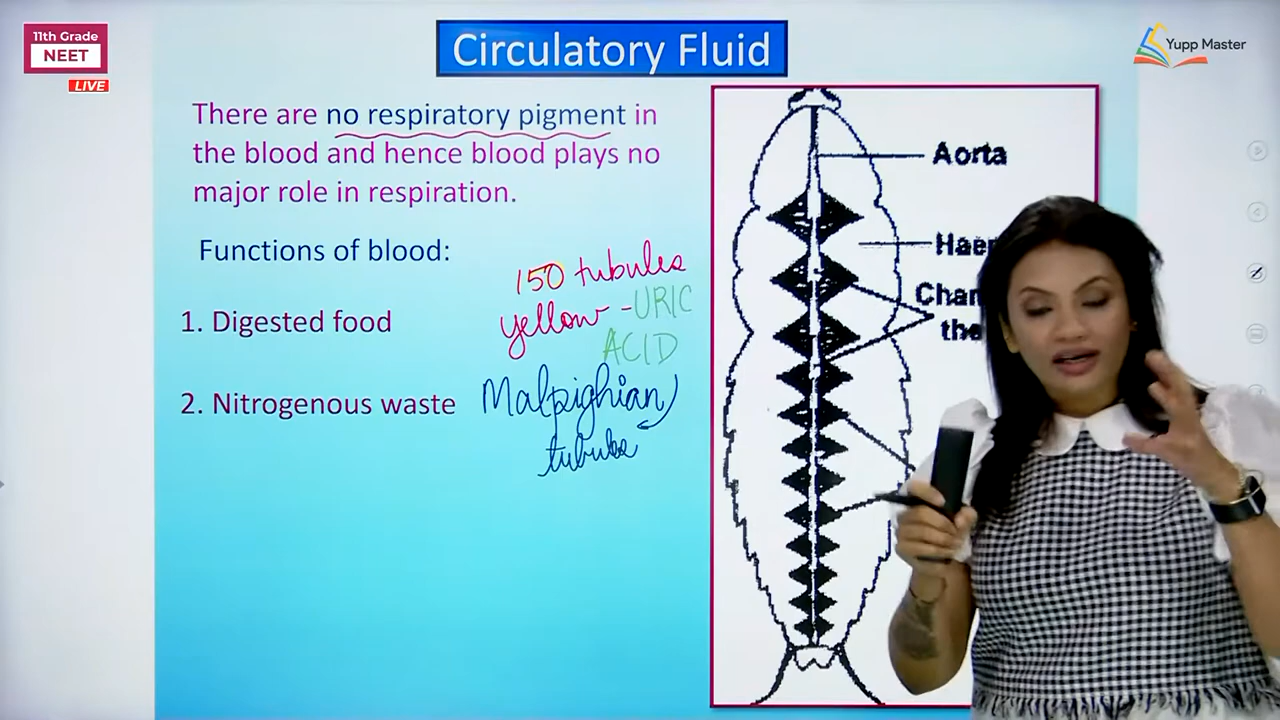 11th Grade
NEET
LIVE
Circulatory Fluid
Yupp Master
There are no respiratory pigment in
the blood and hence blood plays no
major role in respiration.
Functions of blood:
150 tubules
yellow - URIC
ACID
1. Digested food
2. Nitrogenous waste
Malpighian
tubules
Aorta